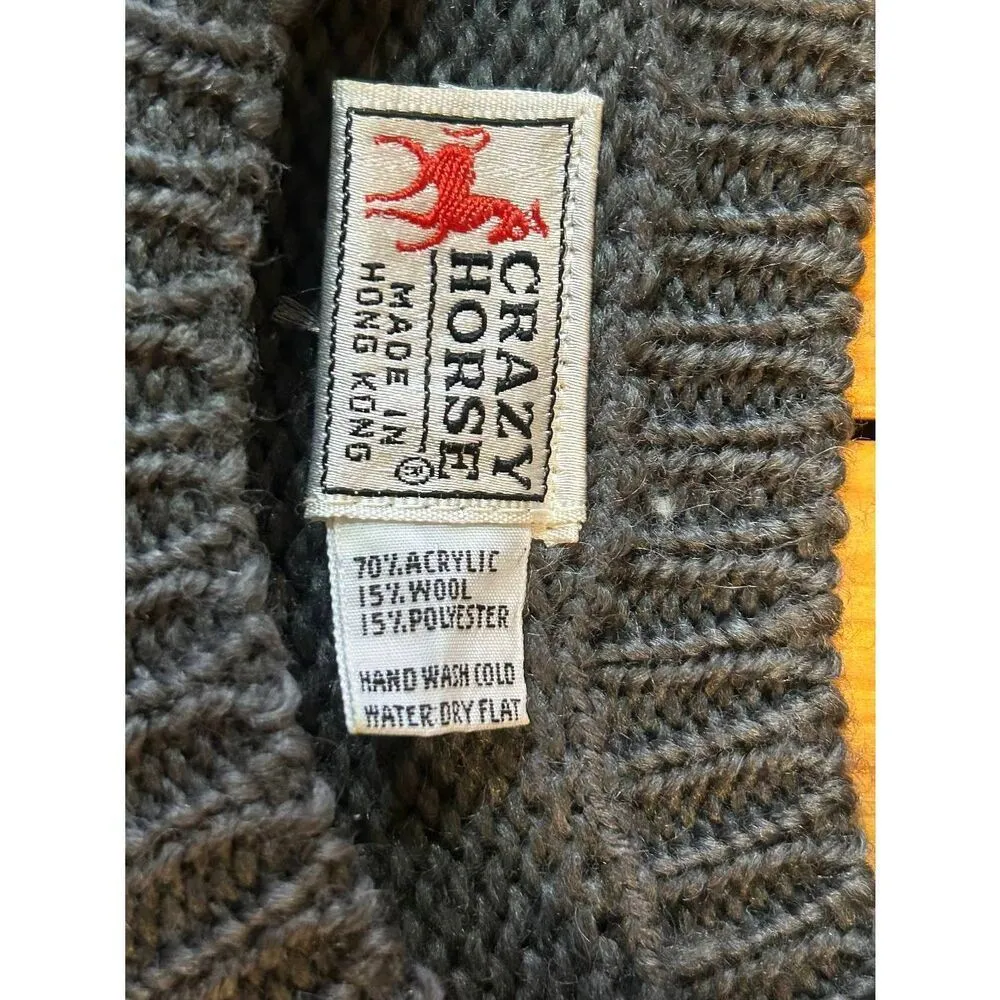 CRAZY
HORSE
®
MADE IN
HONG KONG
70% ACRYLIC
15% WOOL
15% POLYESTER
HAND WASH COLD
WATER DRY FLAT